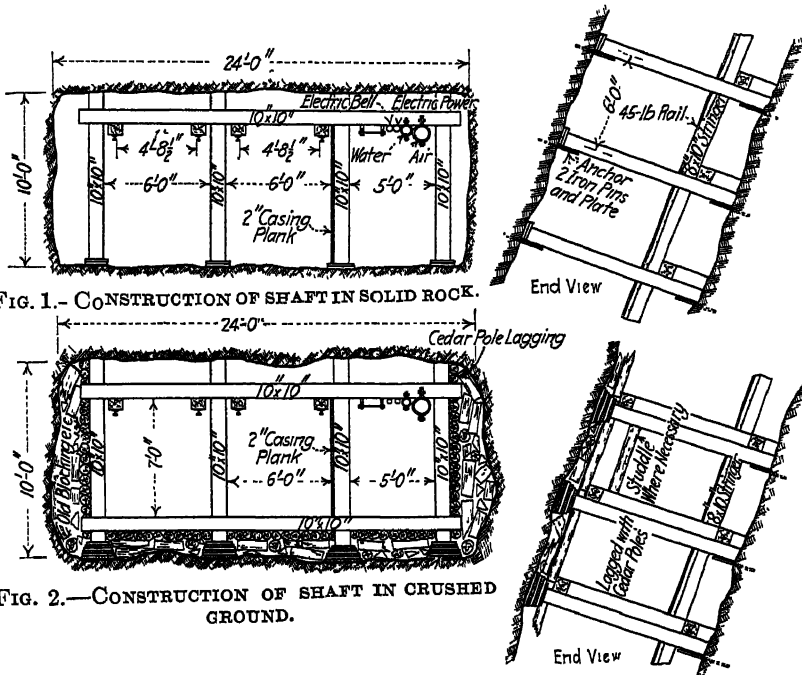 24'-0"
Electric Bell Electric Power
10"x10"
4'-8½" 4'-8½"
Water Air
10'-0"
6'-0" 6'-0" 5'-0"
10"x10" 10"x10" 10"x10" 10"x10"
2" Casing
Plank
FIG. 1.- CONSTRUCTION OF SHAFT IN SOLID ROCK.
6'-0"
45-lb Rail
8"x10" Stringer
Anchor
2 Iron Pins
and Plate
End View
24'-0"
Cedar Pole Lagging
10"x10"
Old Blocking etc.
10"x10" 10"x10" 10"x10" 10"x10"
10'-0"
7'-0"
2" Casing
Plank
6'-0" 5'-0"
10"x10"
FIG. 2.—CONSTRUCTION OF SHAFT IN CRUSHED
GROUND.
Studdle
Where Necessary
8"x10" Stringer
Lagged with
Cedar Poles
End View